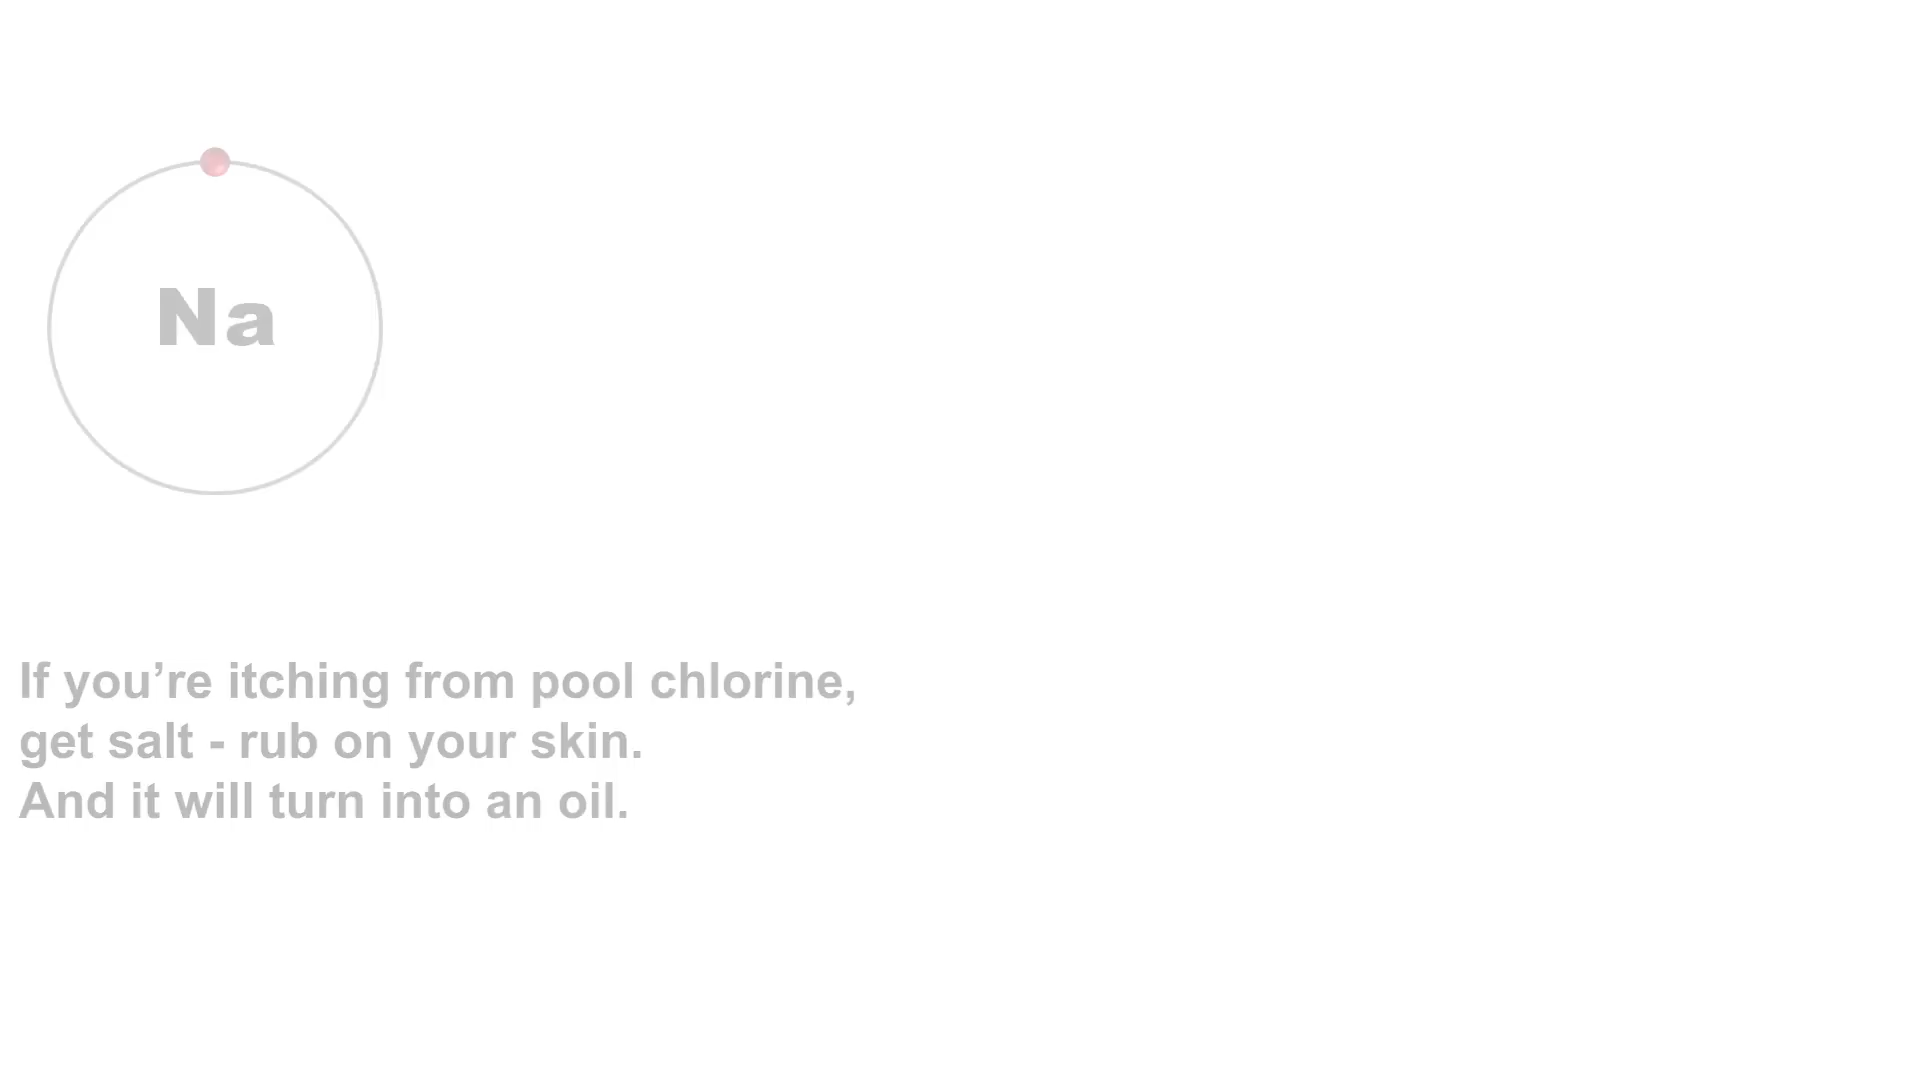 Na
If you’re itching from pool chlorine,
get salt - rub on your skin.
And it will turn into an oil.